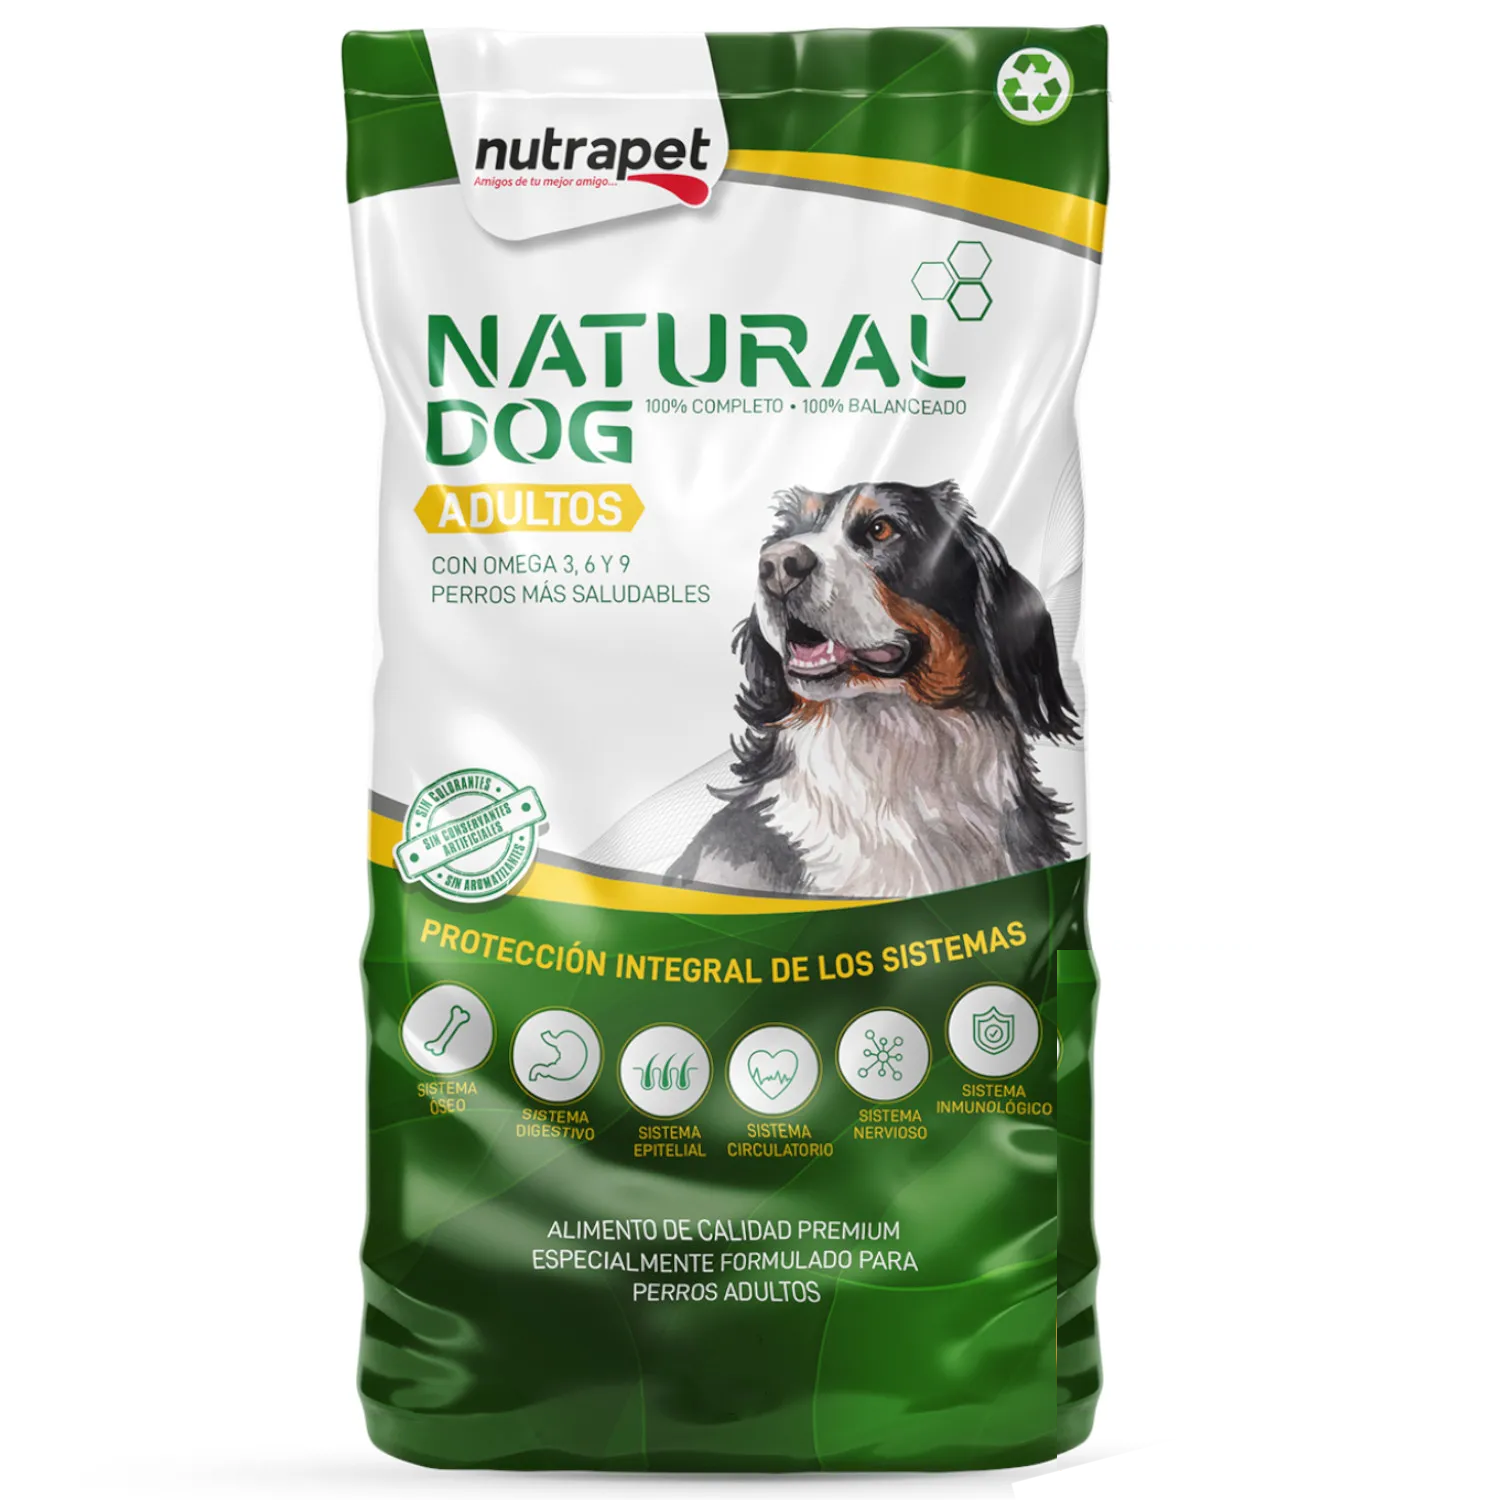 nutrapet
Amigos de tu mejor amigo...
NATURAL
DOG
100% COMPLETO • 100% BALANCEADO
ADULTOS
CON OMEGA 3, 6 Y 9
PERROS MÁS SALUDABLES
SIN COLORANTES
SIN CONSERVANTES
ARTIFICIALES
SIN AROMATIZANTES
PROTECCIÓN INTEGRAL DE LOS SISTEMAS
SISTEMA
ÓSEO
SISTEMA
DIGESTIVO
SISTEMA
EPITELIAL
SISTEMA
CIRCULATORIO
SISTEMA
NERVIOSO
SISTEMA
INMUNOLÓGICO
ALIMENTO DE CALIDAD PREMIUM
ESPECIALMENTE FORMULADO PARA
PERROS ADULTOS